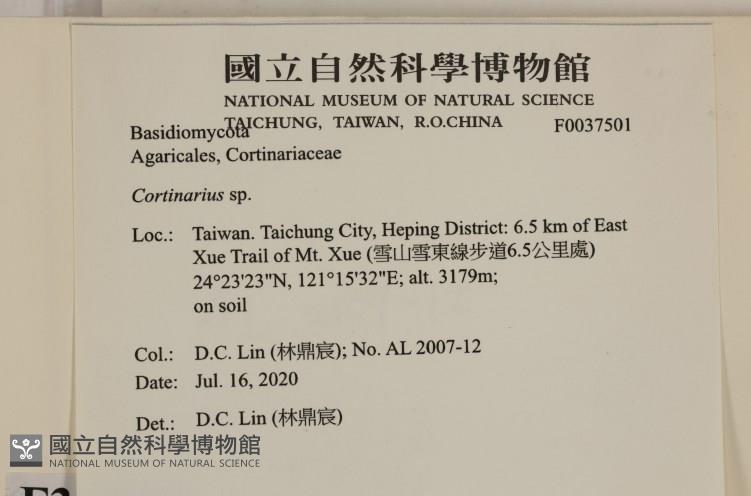 國立自然科學博物館
NATIONAL MUSEUM OF NATURAL SCIENCE
TAICHUNG, TAIWAN, R.O.CHINA
Basidiomycota F0037501
Agaricales, Cortinariaceae
Cortinarius sp.
Loc.: Taiwan. Taichung City, Heping District: 6.5 km of East
Xue Trail of Mt. Xue (雪山雪東線步道6.5公里處)
24°23'23"N, 121°15'32"E; alt. 3179m;
on soil
Col.: D.C. Lin (林鼎宸); No. AL 2007-12
Date: Jul. 16, 2020
Det.: D.C. Lin (林鼎宸)
國立自然科學博物館
NATIONAL MUSEUM OF NATURAL SCIENCE